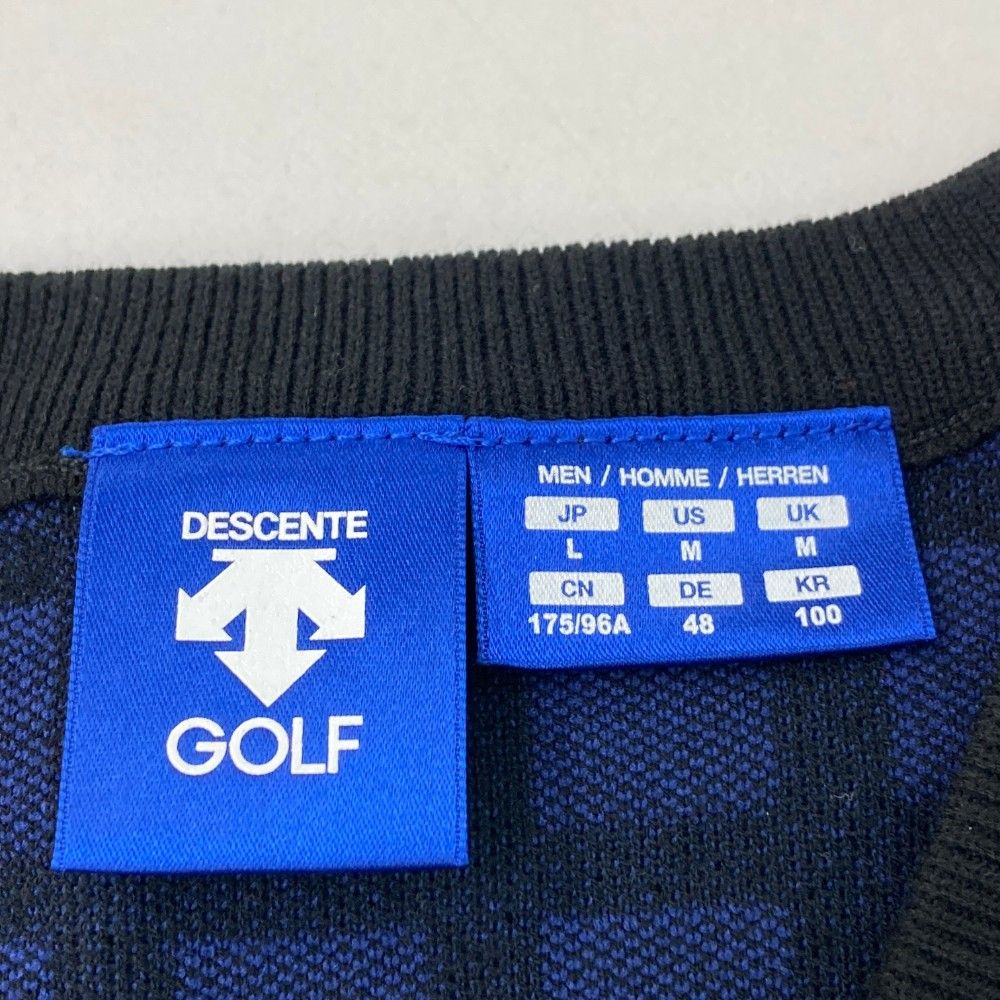 DESCENTE
GOLF
MEN / HOMME / HERREN
JP US UK
L M M
CN DE KR
175/96A 48 100